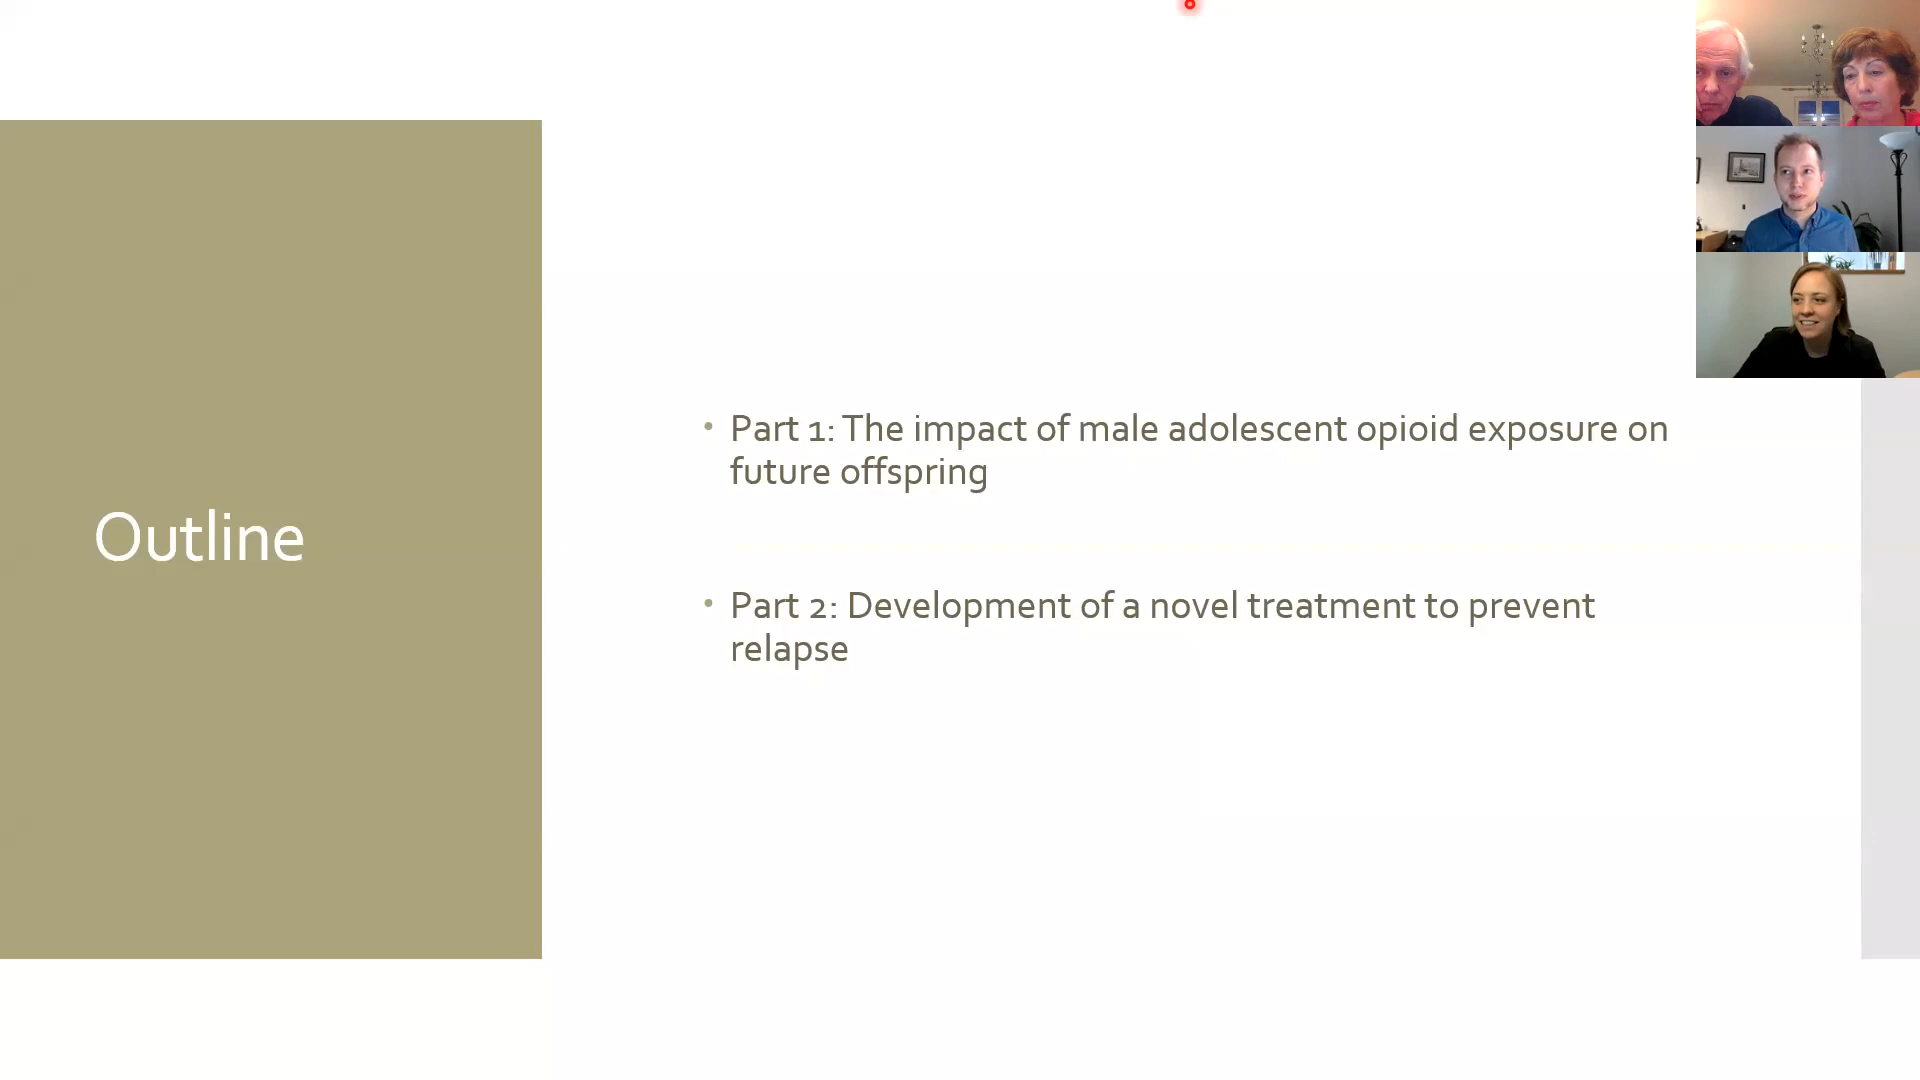 Outline
• Part 1: The impact of male adolescent opioid exposure on
future offspring
• Part 2: Development of a novel treatment to prevent
relapse